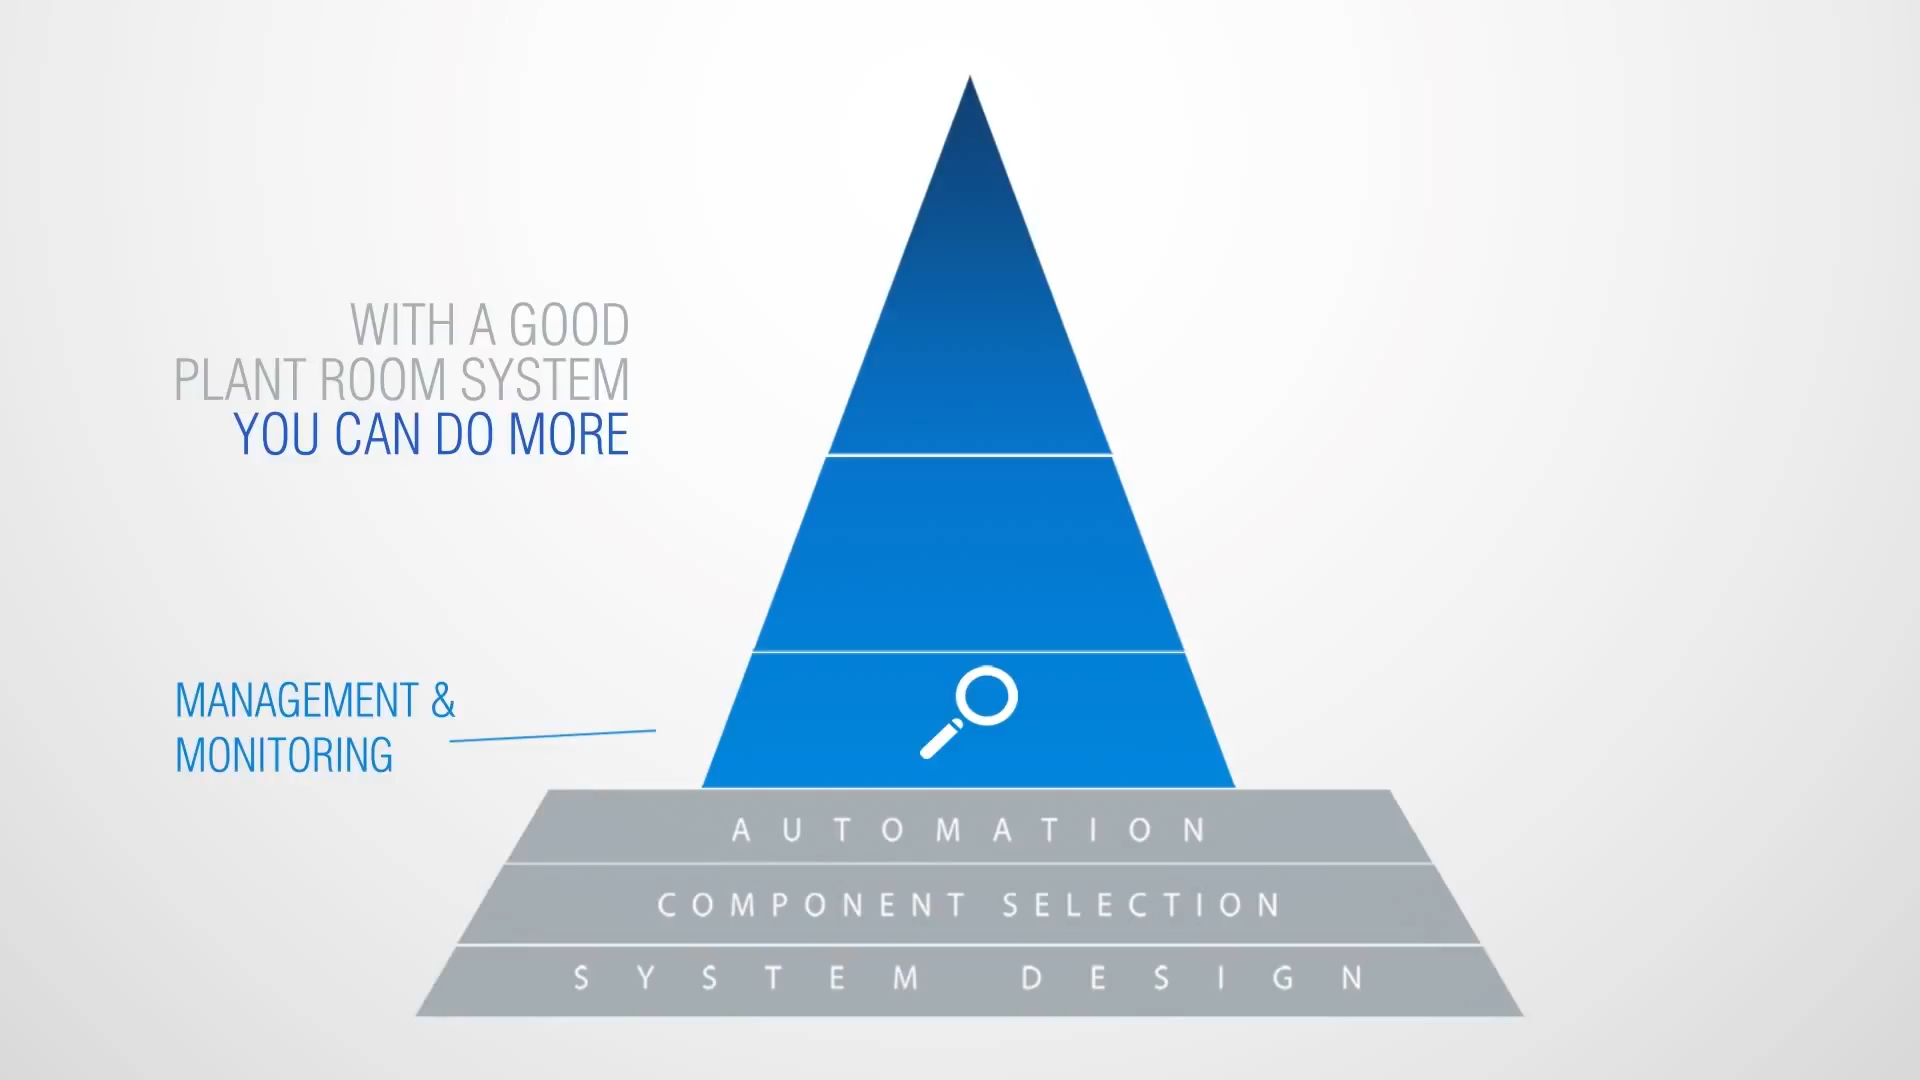 WITH A GOOD
PLANT ROOM SYSTEM
YOU CAN DO MORE
MANAGEMENT &
MONITORING
AUTOMATION
COMPONENT SELECTION
SYSTEM DESIGN